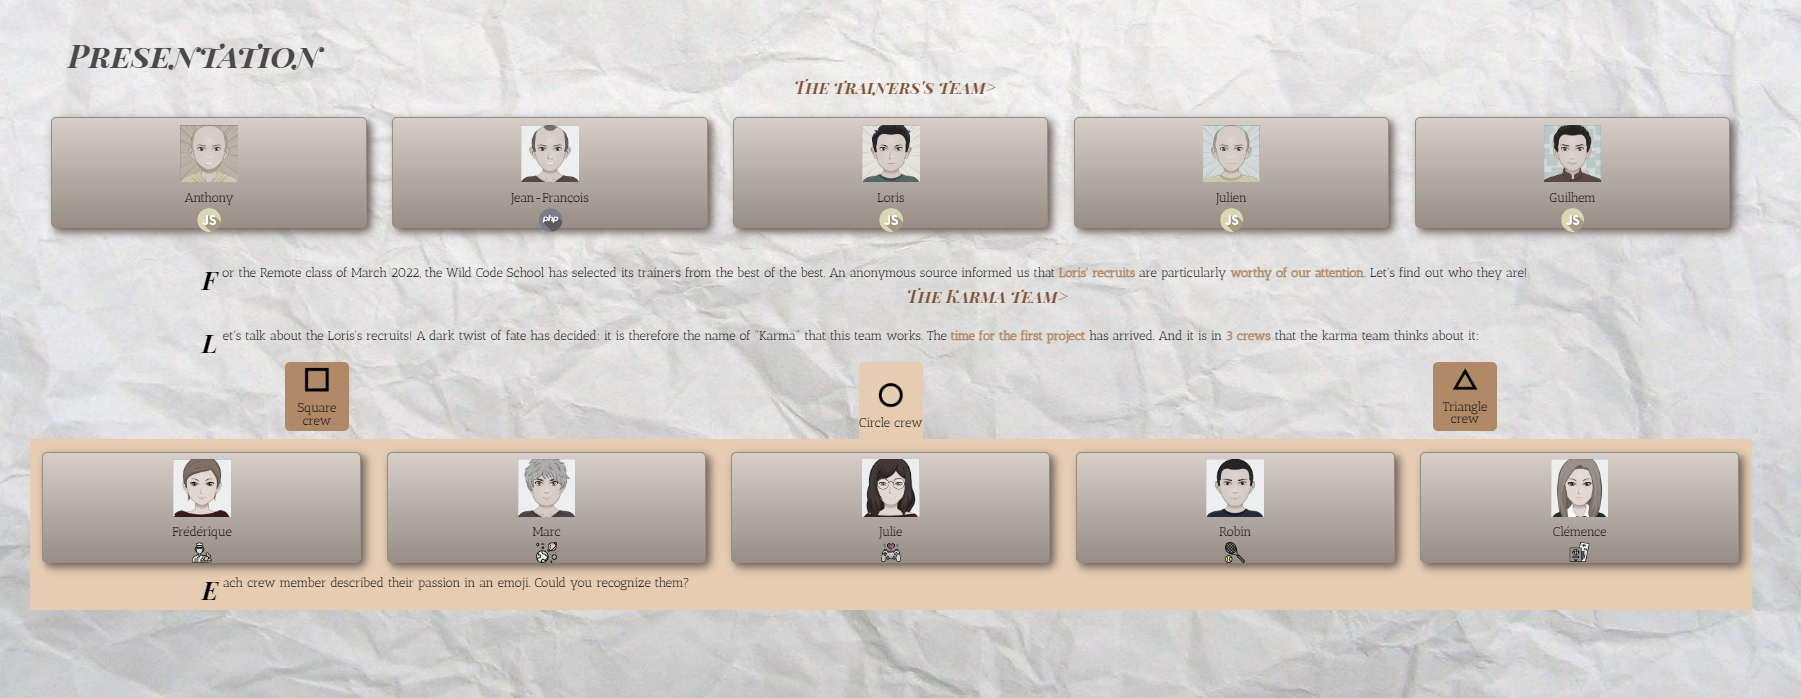 Presentation
The trainers's team>
Anthony
JS
Jean-François
php
Loris
JS
Julien
JS
Guilhem
JS
For the Remote class of March 2022, the Wild Code School has selected its trainers from the best of the best. An anonymous source informed us that Loris' recruits are particularly worthy of our attention. Let's find out who they are!
The Karma team>
Let's talk about the Loris's recruits! A dark twist of fate has decided: it is therefore the name of "Karma" that this team works. The time for the first project has arrived. And it is in 3 crews that the karma team thinks about it:
Square
crew
Circle crew
Triangle
crew
Frédérique
Marc
Julie
Robin
Clémence
Each crew member described their passion in an emoji. Could you recognize them?